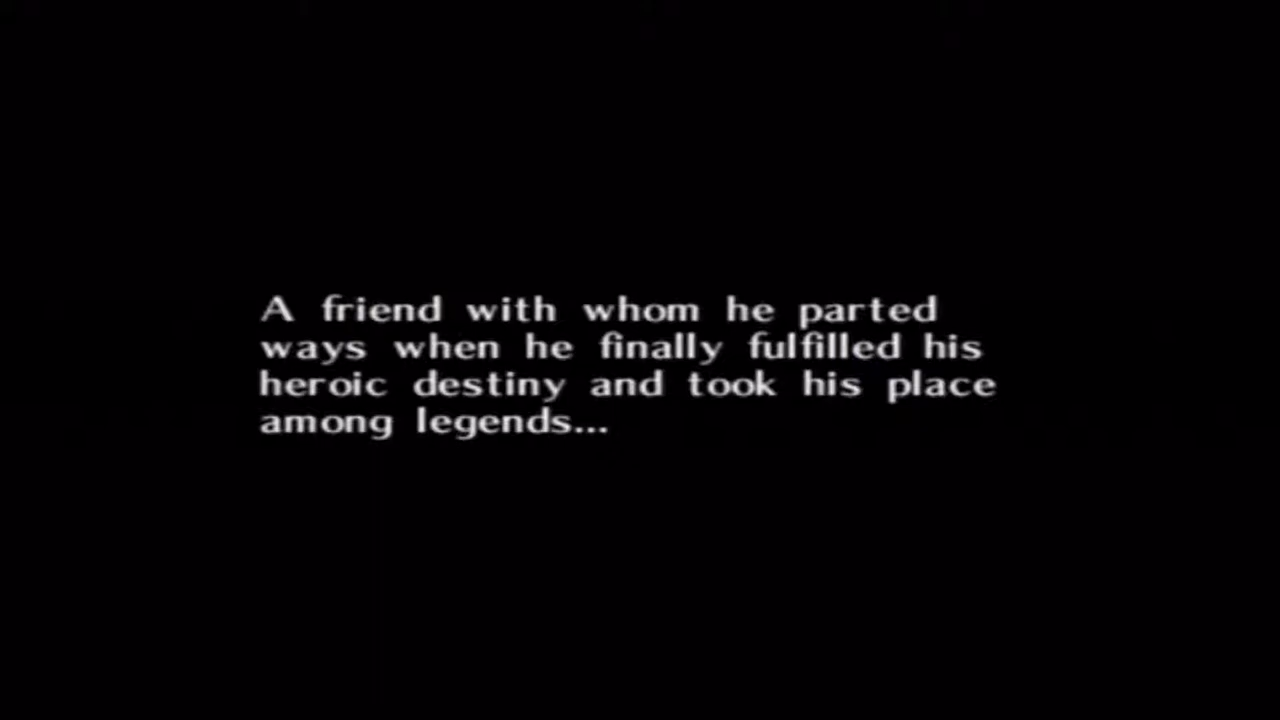 A friend with whom he parted
ways when he finally fulfilled his
heroic destiny and took his place
among legends...